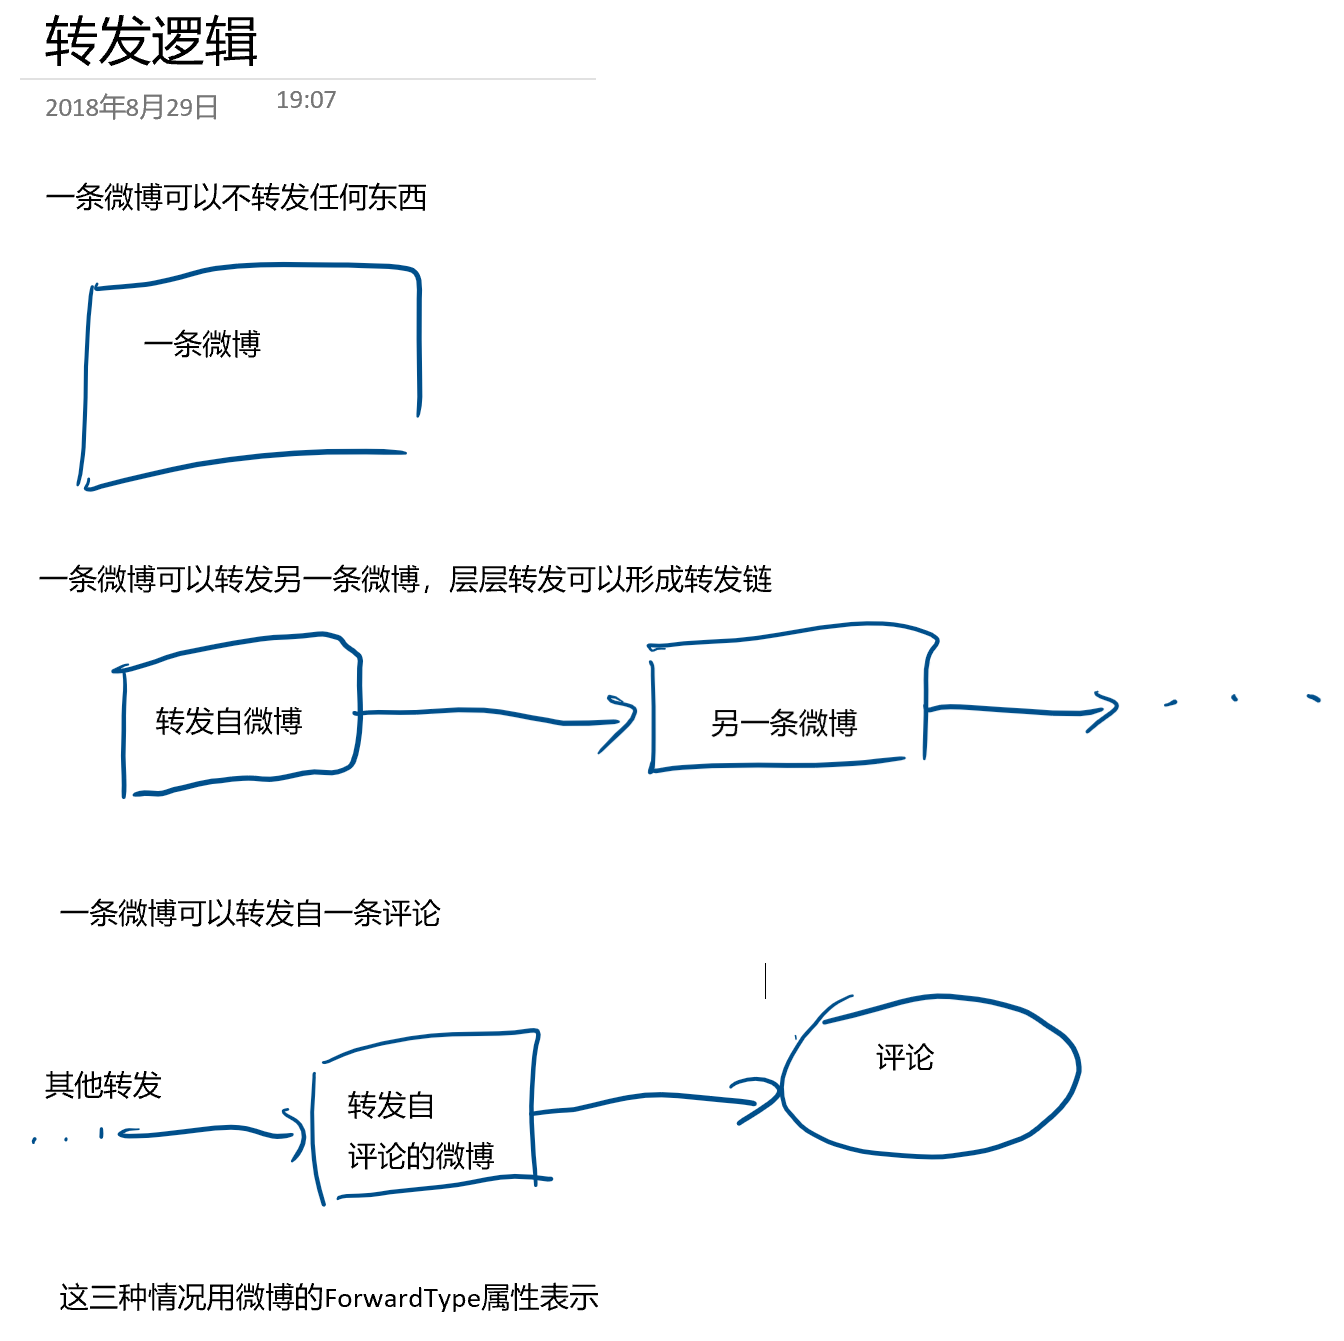 转发逻辑
2018年8月29日 19:07
一条微博可以不转发任何东西
一条微博
一条微博可以转发另一条微博，层层转发可以形成转发链
转发自微博
另一条微博
一条微博可以转发自一条评论
评论
其他转发
转发自
评论的微博
这三种情况用微博的ForwardType属性表示